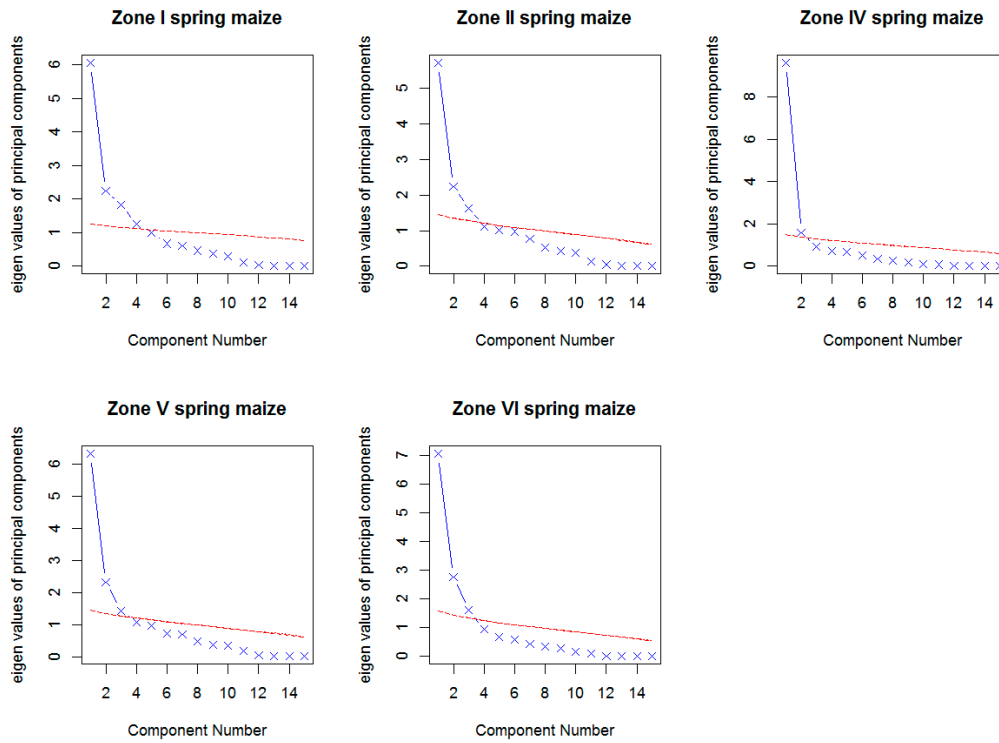 Zone I spring maize
eigen values of principal components
0 1 2 3 4 5 6
2 4 6 8 10 12 14
Component Number
Zone II spring maize
eigen values of principal components
0 1 2 3 4 5
2 4 6 8 10 12 14
Component Number
Zone IV spring maize
eigen values of principal components
0 2 4 6 8
2 4 6 8 10 12 14
Component Number
Zone V spring maize
eigen values of principal components
0 1 2 3 4 5 6
2 4 6 8 10 12 14
Component Number
Zone VI spring maize
eigen values of principal components
0 1 2 3 4 5 6 7
2 4 6 8 10 12 14
Component Number